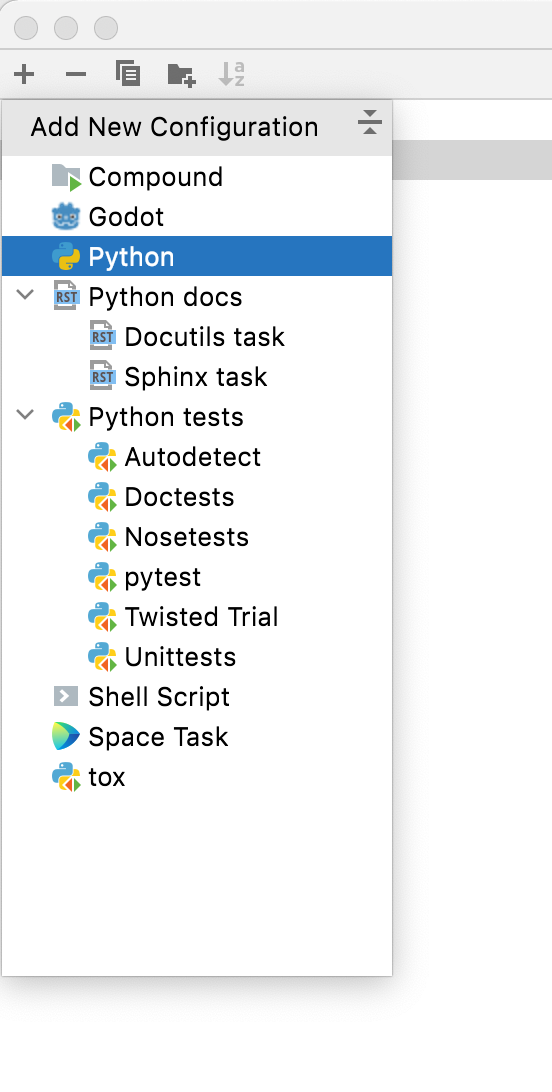 Add New Configuration
Compound
Godot
Python
RST Python docs
RST Docutils task
RST Sphinx task
Python tests
Autodetect
Doctests
Nosetests
pytest
Twisted Trial
Unittests
Shell Script
Space Task
tox